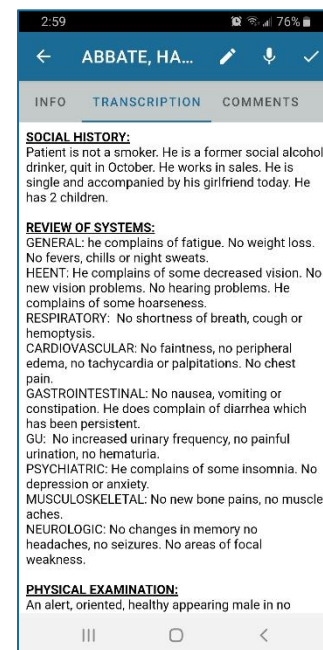 2:59 76%
ABBATE, HA...
INFO TRANSCRIPTION COMMENTS
SOCIAL HISTORY:
Patient is not a smoker. He is a former social alcohol
drinker, quit in October. He works in sales. He is
single and accompanied by his girlfriend today. He
has 2 children.
REVIEW OF SYSTEMS:
GENERAL: he complains of fatigue. No weight loss.
No fevers, chills or night sweats.
HEENT: He complains of some decreased vision. No
new vision problems. No hearing problems. He
complains of some hoarseness.
RESPIRATORY: No shortness of breath, cough or
hemoptysis.
CARDIOVASCULAR: No faintness, no peripheral
edema, no tachycardia or palpitations. No chest
pain.
GASTROINTESTINAL: No nausea, vomiting or
constipation. He does complain of diarrhea which
has been persistent.
GU: No increased urinary frequency, no painful
urination, no hematuria.
PSYCHIATRIC: He complains of some insomnia. No
depression or anxiety.
MUSCULOSKELETAL: No new bone pains, no muscle
aches.
NEUROLOGIC: No changes in memory no
headaches, no seizures. No areas of focal
weakness.
PHYSICAL EXAMINATION:
An alert, oriented, healthy appearing male in no